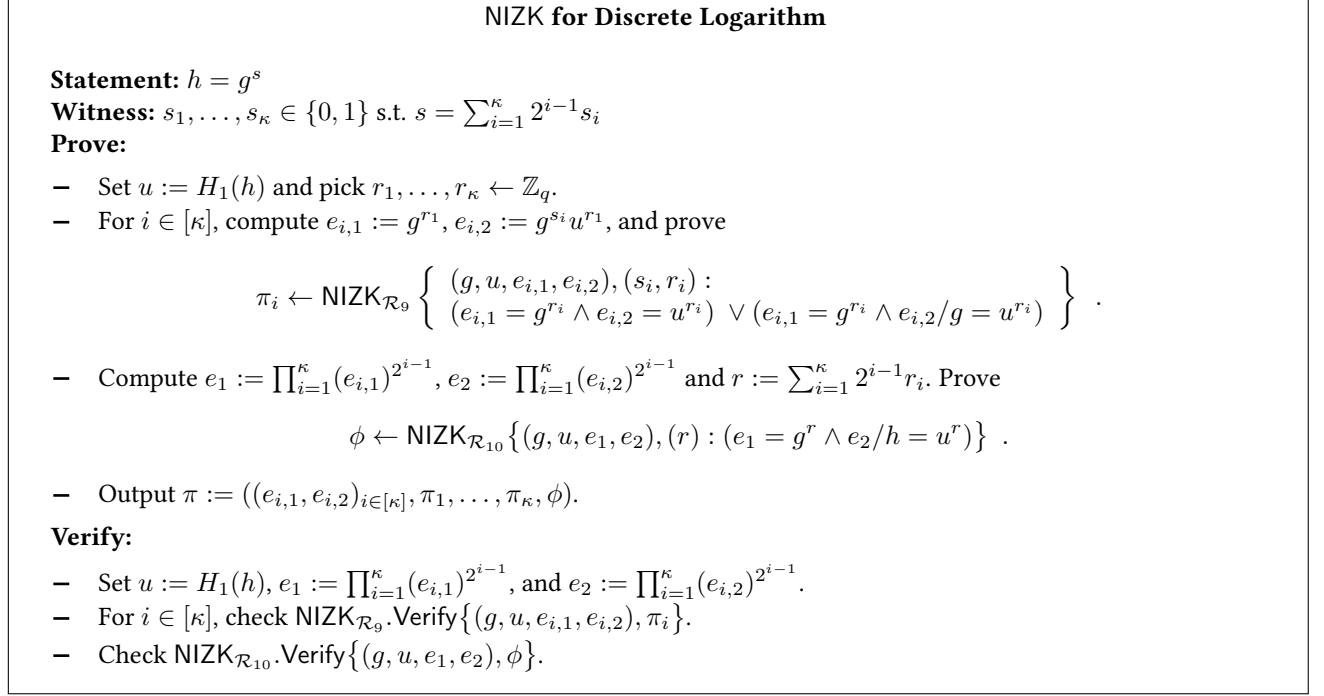 NIZK for Discrete Logarithm
Statement: h = g^s
Witness: s_1, . . . , s_κ ∈ {0, 1} s.t. s = ∑_{i=1}^{κ} 2^{i−1} s_i
Prove:
– Set u := H_1(h) and pick r_1, . . . , r_κ ← ℤ_q.
– For i ∈ [κ], compute e_{i,1} := g^{r_1}, e_{i,2} := g^{s_i} u^{r_1}, and prove
π_i ← NIZK_{R_9} { (g, u, e_{i,1}, e_{i,2}), (s_i, r_i) :
(e_{i,1} = g^{r_i} ∧ e_{i,2} = u^{r_i}) ∨ (e_{i,1} = g^{r_i} ∧ e_{i,2}/g = u^{r_i}) } .
– Compute e_1 := ∏_{i=1}^{κ} (e_{i,1})^{2^{i−1}}, e_2 := ∏_{i=1}^{κ} (e_{i,2})^{2^{i−1}} and r := ∑_{i=1}^{κ} 2^{i−1} r_i. Prove
φ ← NIZK_{R_10} {(g, u, e_1, e_2), (r) : (e_1 = g^r ∧ e_2/h = u^r)} .
– Output π := ((e_{i,1}, e_{i,2})_{i∈[κ]}, π_1, . . . , π_κ, φ).
Verify:
– Set u := H_1(h), e_1 := ∏_{i=1}^{κ} (e_{i,1})^{2^{i−1}}, and e_2 := ∏_{i=1}^{κ} (e_{i,2})^{2^{i−1}}.
– For i ∈ [κ], check NIZK_{R_9}.Verify{(g, u, e_{i,1}, e_{i,2}), π_i}.
– Check NIZK_{R_10}.Verify{(g, u, e_1, e_2), φ}.